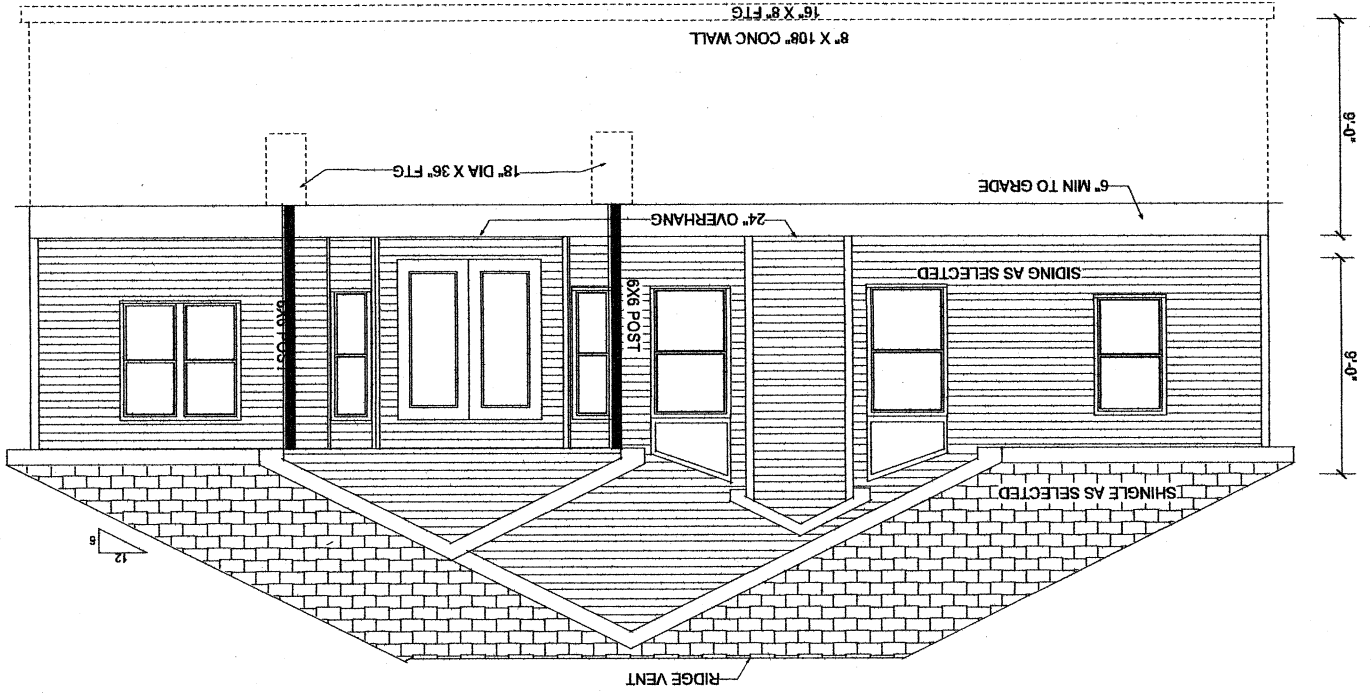 RIDGE VENT
12
6
SHINGLE AS SELECTED
9'-0"
6X6 POST
6X6 POST
SIDING AS SELECTED
24" OVERHANG
6" MIN TO GRADE
18" DIA X 36" FTG
9'-0"
8" X 108" CONC WALL
16" X 8" FTG